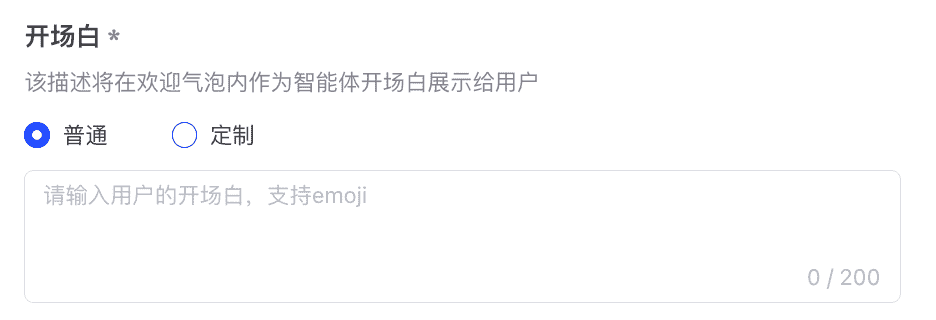 开场白 *
该描述将在欢迎气泡内作为智能体开场白展示给用户
普通 定制
请输入用户的开场白，支持emoji
0 / 200